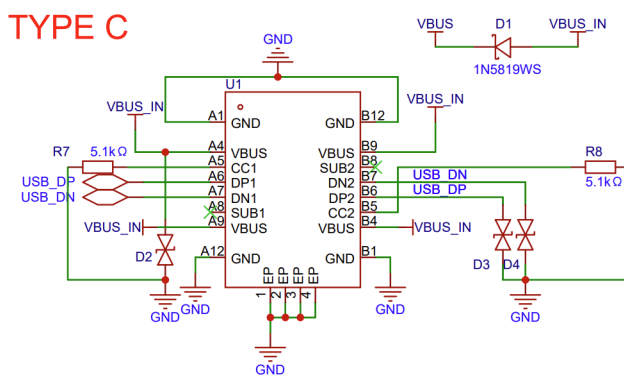 TYPE C
VBUS D1 VBUS_IN
1N5819WS
GND
U1
VBUS_IN VBUS_IN
A1 GND GND B12
A4 VBUS VBUS B9
R7 5.1kΩ A5 CC1 SUB2 B8 R8
USB_DP A6 DP1 DN2 B7 USB_DN 5.1kΩ
USB_DN A7 DN1 DP2 B6 USB_DP
A8 SUB1 CC2 B5
VBUS_IN A9 VBUS VBUS B4 VBUS_IN
D2 A12 GND GND B1 D3 D4
EP EP EP EP
1 2 3 4
GND GND GND GND
GND